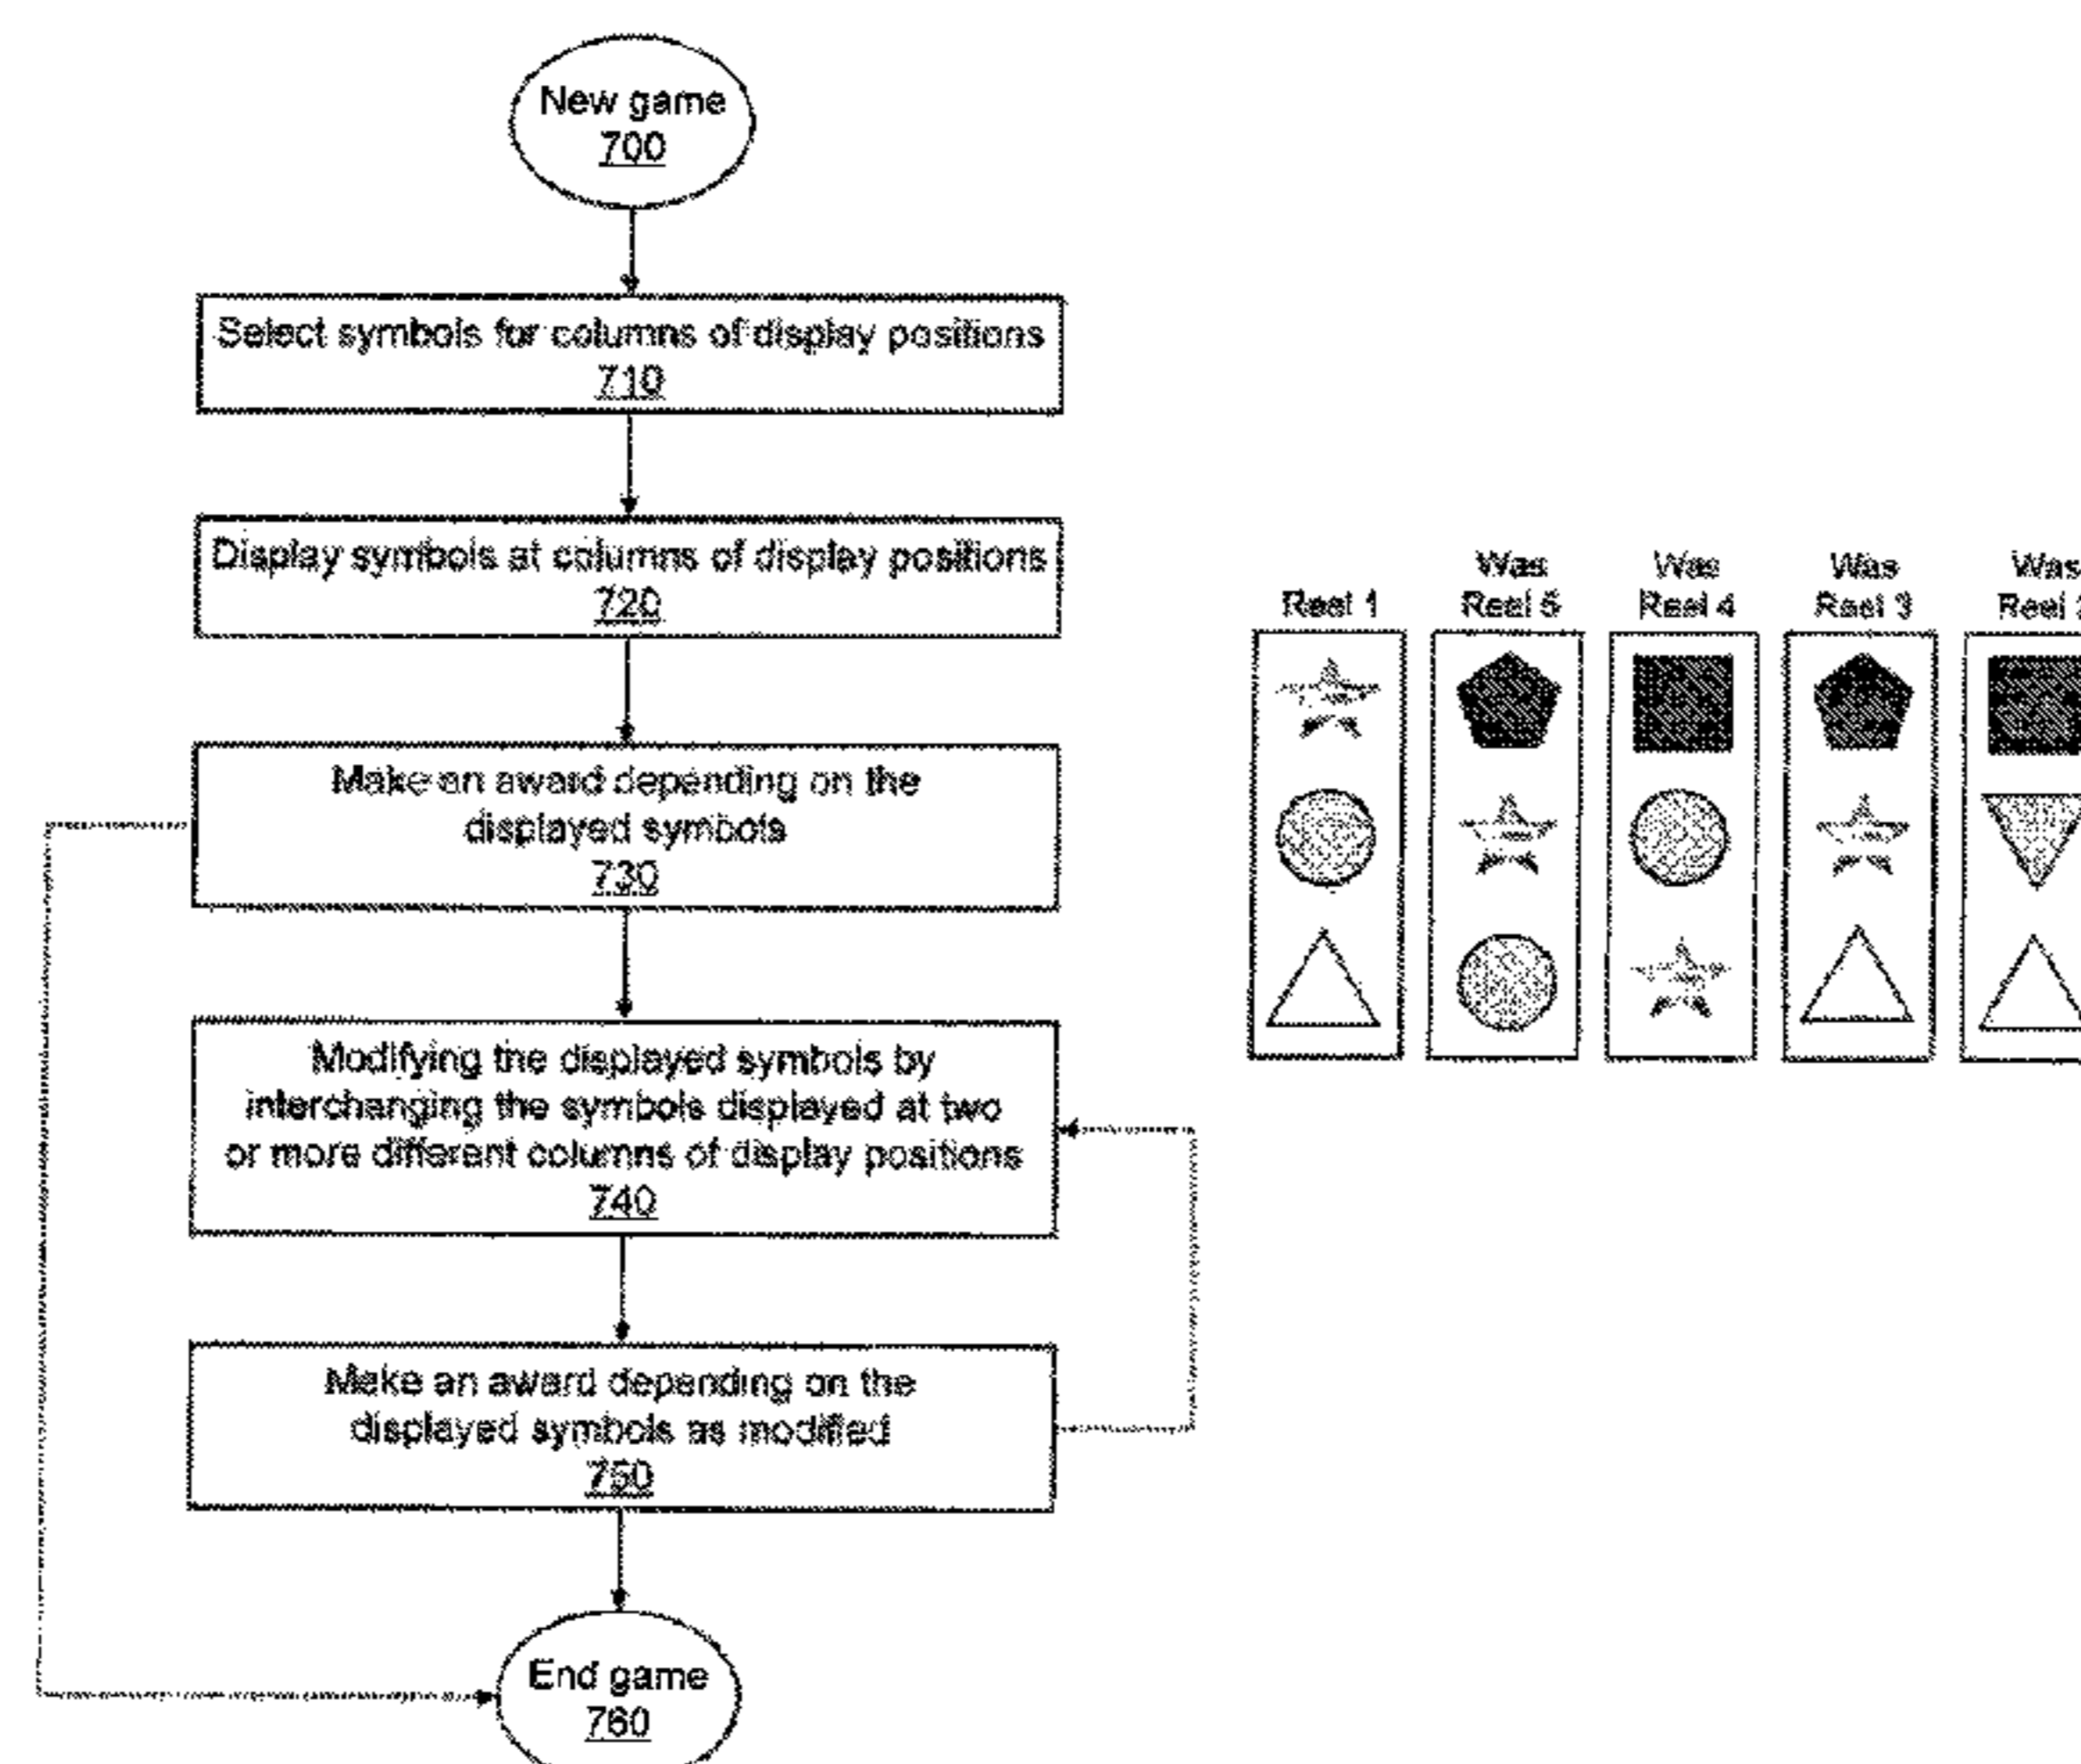 New game
700
Select symbols for columns of display positions
710
Display symbols at columns of display positions
720
Make an award depending on the
displayed symbols
730
Modifying the displayed symbols by
interchanging the symbols displayed at two
or more different columns of display positions
740
Make an award depending on the
displayed symbols as modified
750
End game
760
Reel 1
Was
Reel 5
Was
Reel 4
Was
Reel 3
Was
Reel